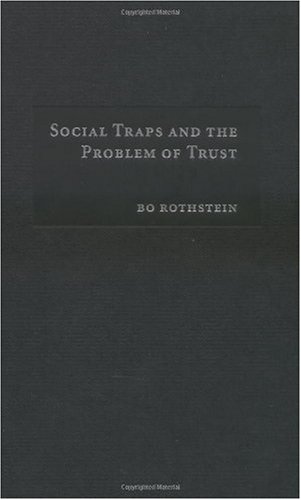 SOCIAL TRAPS AND THE
PROBLEM OF TRUST
BO ROTHSTEIN
Copyrighted Material
Copyrighted Material